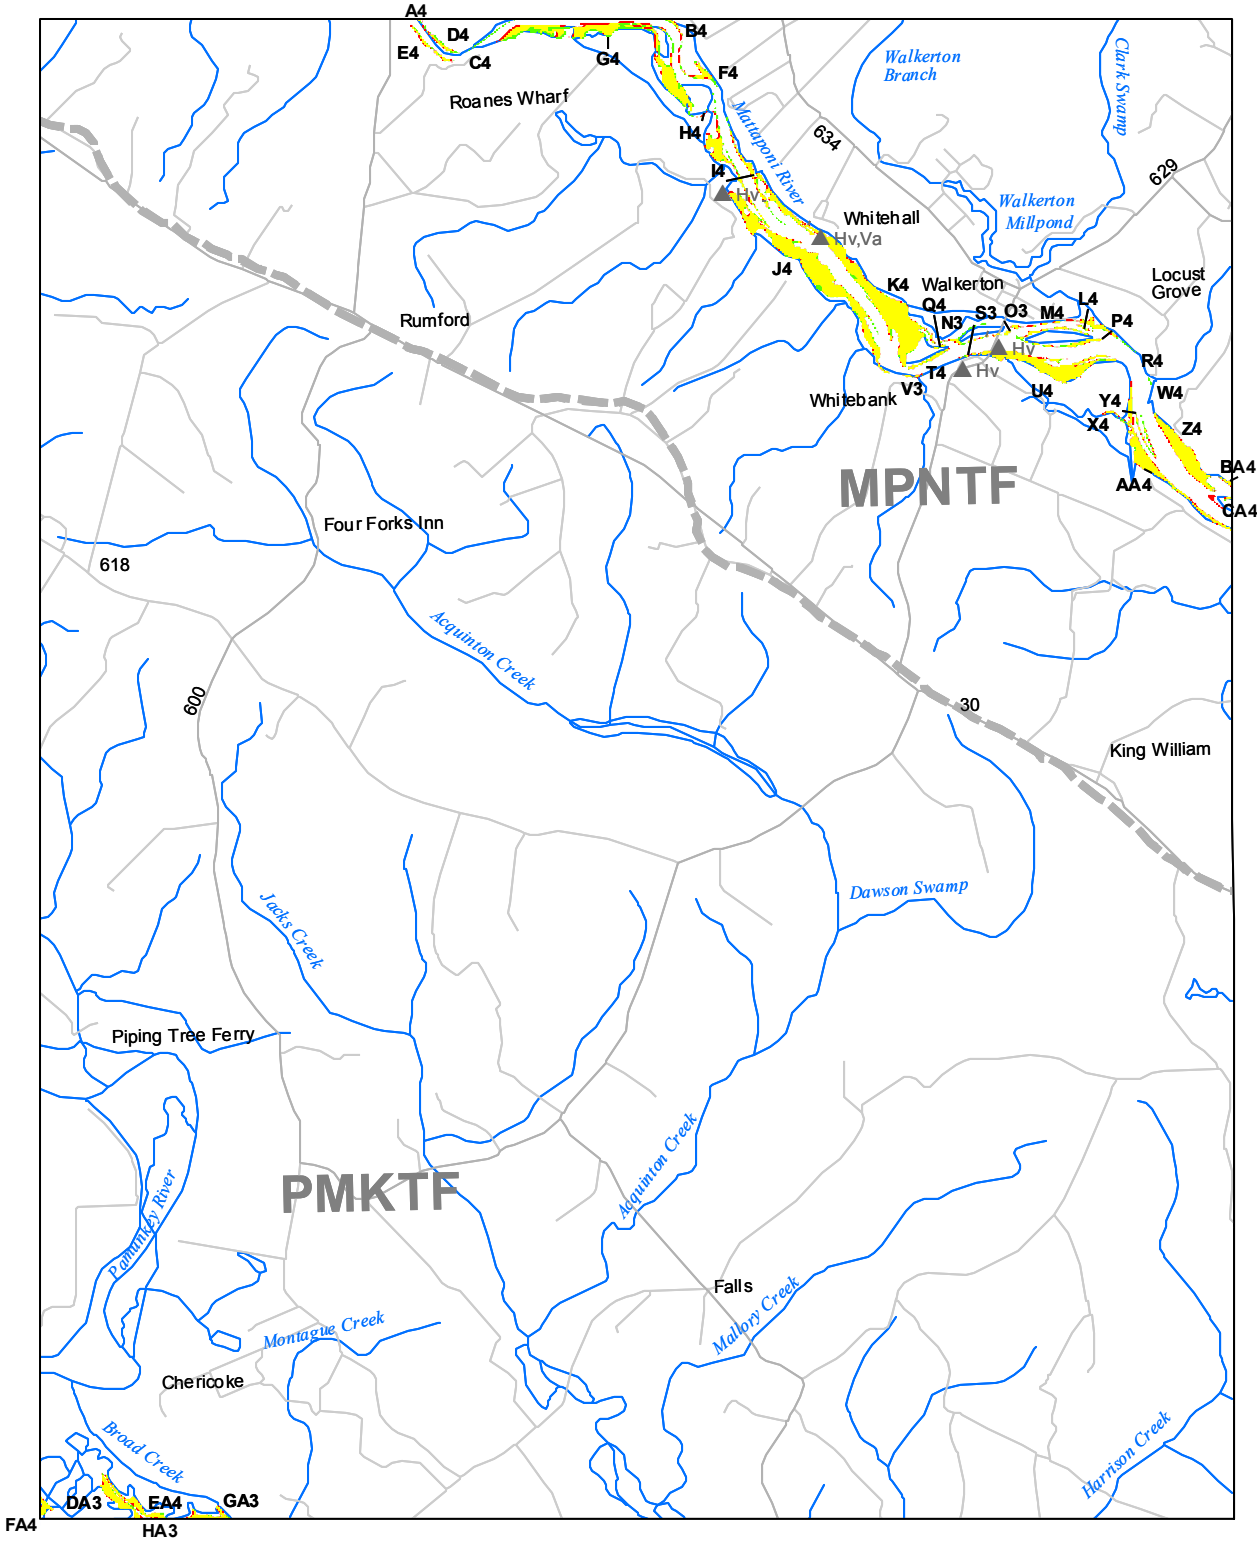 A4
D4
B4
E4
C4
G4
F4
Walkerton
Branch
Clark Swamp
Roanes Wharf
H4
Mattaponi River
634
629
I4
Hv
Walkerton
Millpond
Whitehall
Hv,Va
J4
Locust
Grove
K4
Walkerton
Q4
N3
S3
O3
M4
L4
P4
Rumford
Hv
R4
T4
Hv
V3
U4
W4
Whitebank
Y4
X4
Z4
BA4
AA4
CA4
MPNTF
Four Forks Inn
618
Acquinton Creek
600
30
King William
Dawson Swamp
Jacks Creek
Piping Tree Ferry
Acquinton Creek
Pamunkey River
PMKTF
Falls
Mallory Creek
Montague Creek
Chericoke
Broad Creek
Harrison Creek
DA3
EA4
GA3
FA4
HA3